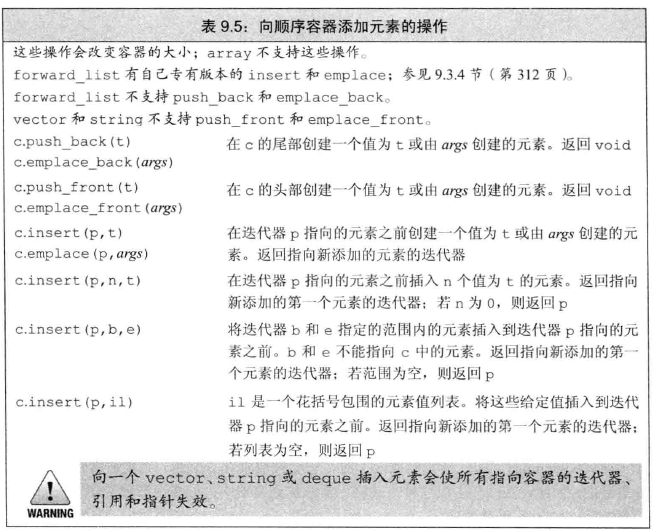 表 9.5：向顺序容器添加元素的操作
这些操作会改变容器的大小；array 不支持这些操作。
forward_list 有自己专有版本的 insert 和 emplace；参见 9.3.4 节（第 312 页）。
forward_list 不支持 push_back 和 emplace_back。
vector 和 string 不支持 push_front 和 emplace_front。
c.push_back(t) 在 c 的尾部创建一个值为 t 或由 args 创建的元素。返回 void
c.emplace_back(args)
c.push_front(t) 在 c 的头部创建一个值为 t 或由 args 创建的元素。返回 void
c.emplace_front(args)
c.insert(p,t) 在迭代器 p 指向的元素之前创建一个值为 t 或由 args 创建的元
c.emplace(p,args) 素。返回指向新添加的元素的迭代器
c.insert(p,n,t) 在迭代器 p 指向的元素之前插入 n 个值为 t 的元素。返回指向
新添加的第一个元素的迭代器；若 n 为 0，则返回 p
c.insert(p,b,e) 将迭代器 b 和 e 指定的范围内的元素插入到迭代器 p 指向的元
素之前。b 和 e 不能指向 c 中的元素。返回指向新添加的第一
个元素的迭代器；若范围为空，则返回 p
c.insert(p,il) il 是一个花括号包围的元素值列表。将这些给定值插入到迭代
器 p 指向的元素之前。返回指向新添加的第一个元素的迭代器；
若列表为空，则返回 p
向一个 vector、string 或 deque 插入元素会使所有指向容器的迭代器、
引用和指针失效。
WARNING